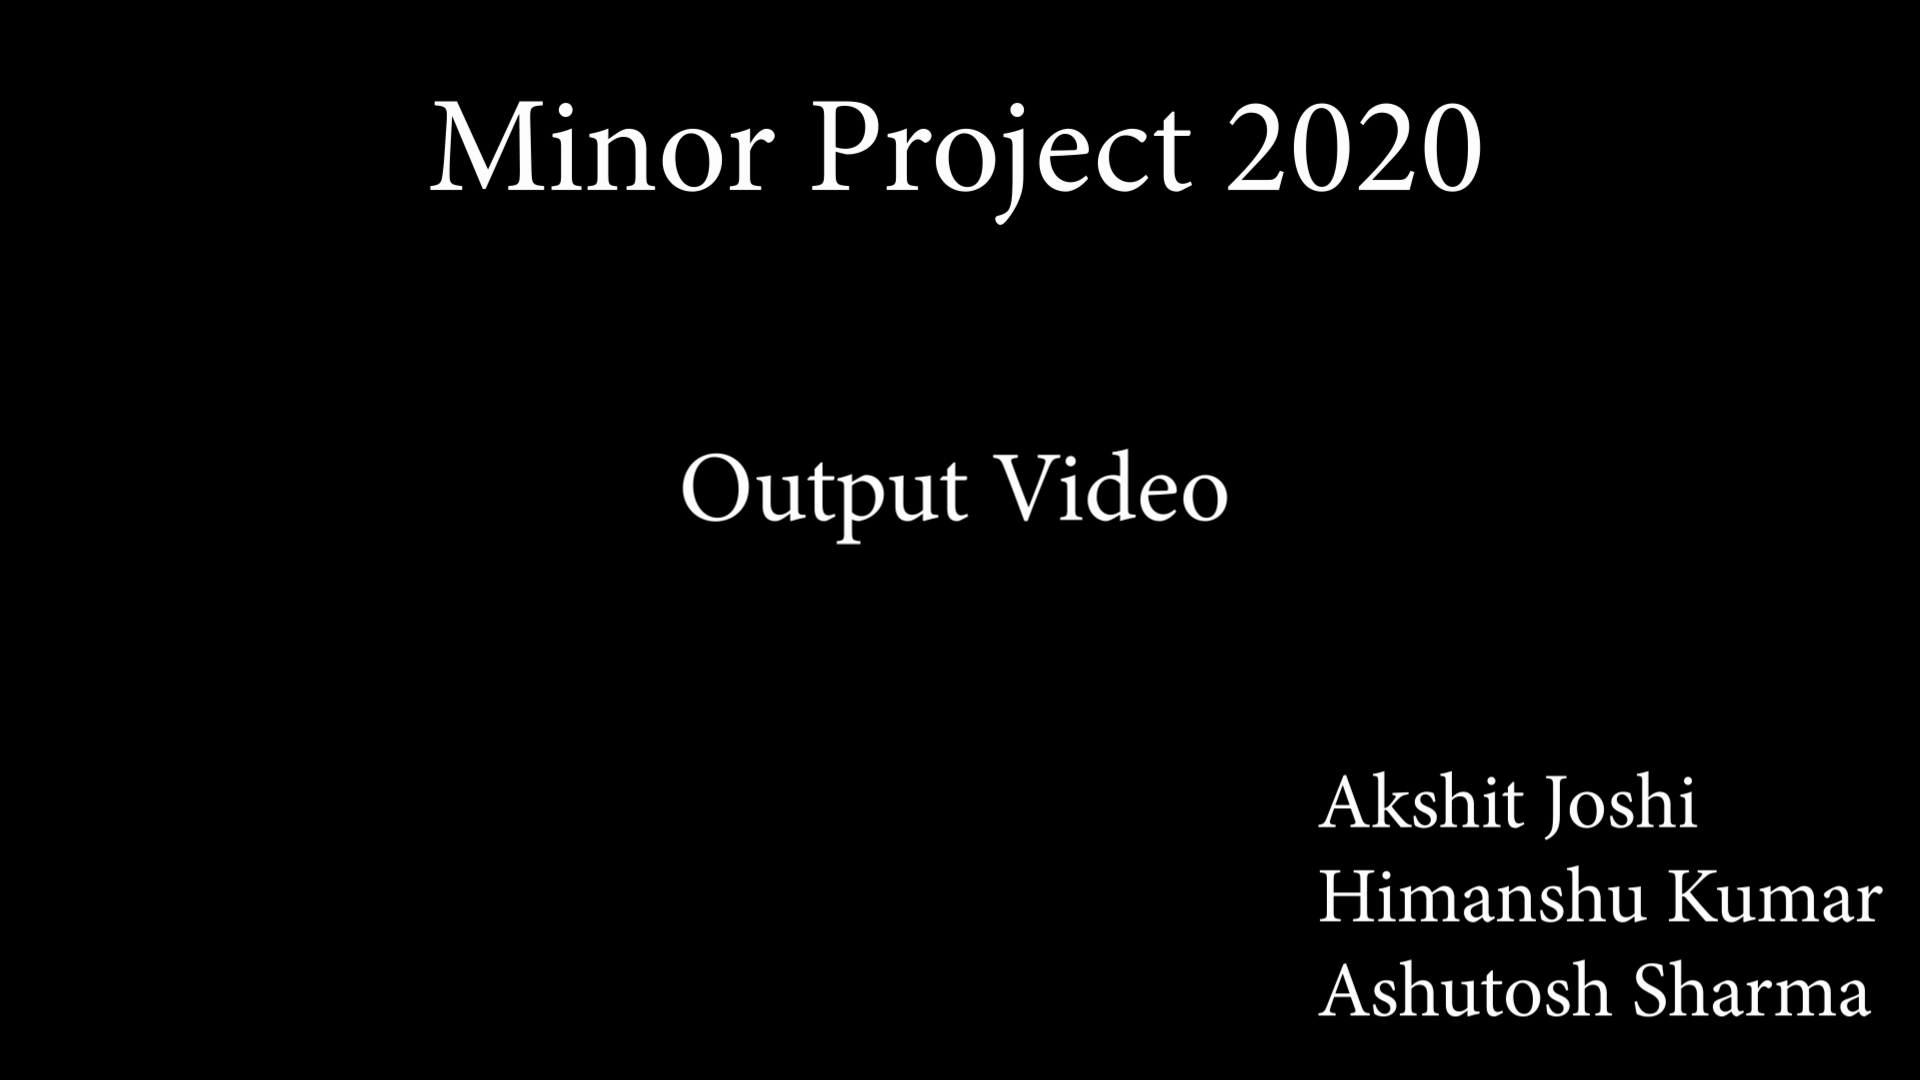 Minor Project 2020
Output Video
Akshit Joshi
Himanshu Kumar
Ashutosh Sharma